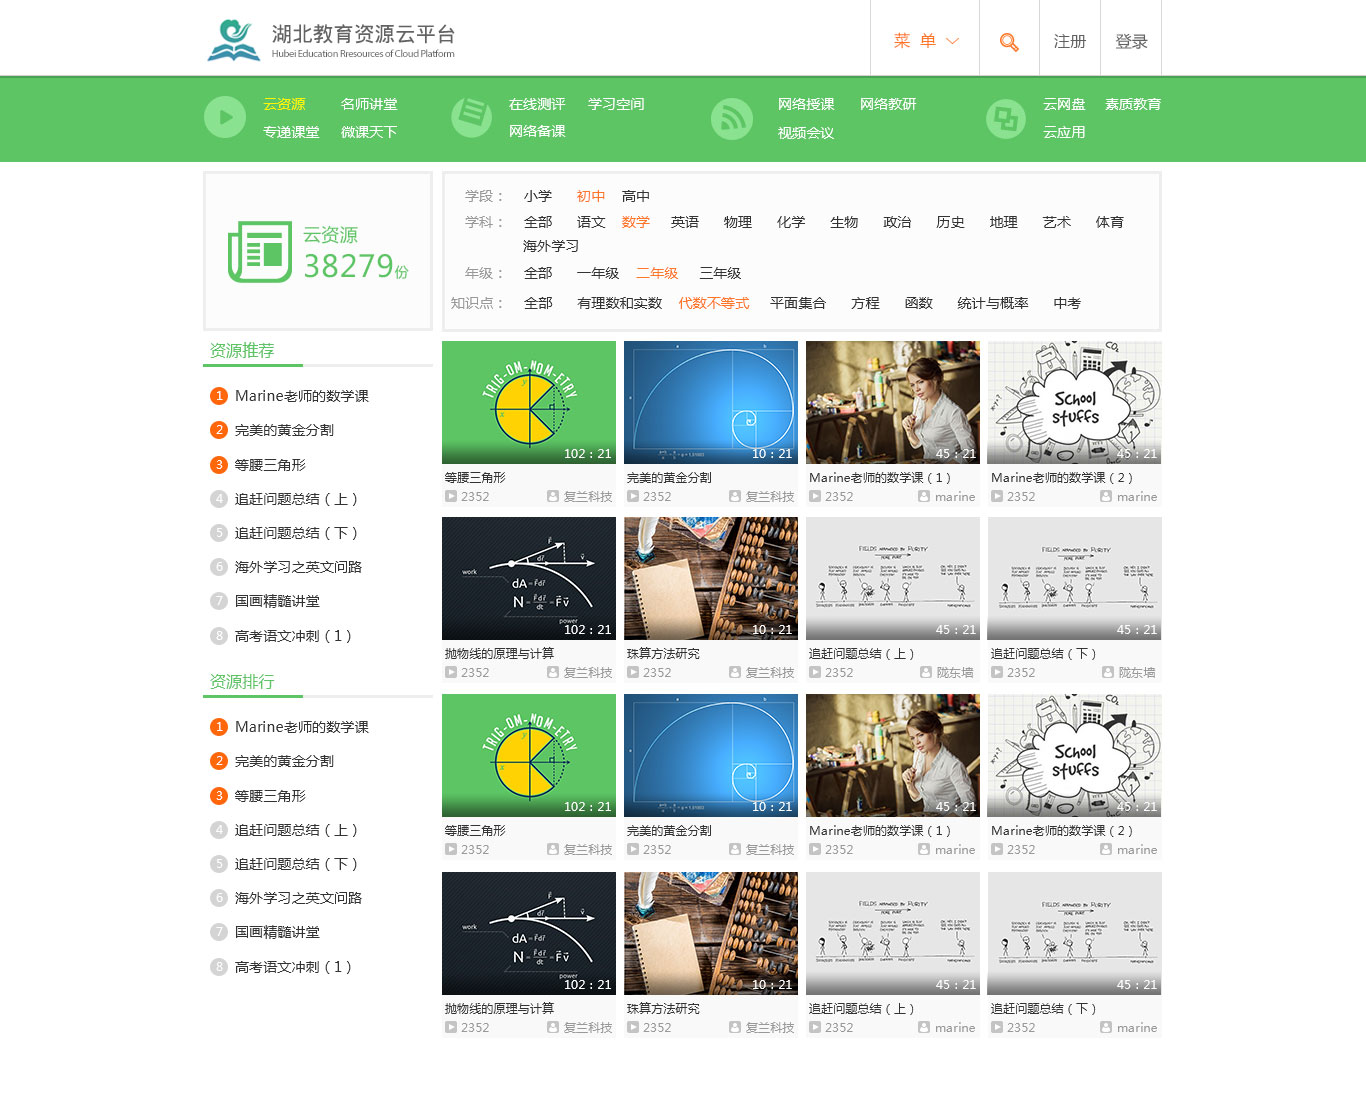 湖北教育资源云平台
Hubei Education Rresources of Cloud Platform
菜 单
注册
登录
云资源 名师讲堂
专递课堂 微课天下
在线测评 学习空间
网络备课
网络授课 网络教研
视频会议
云网盘 素质教育
云应用
云资源
38279份
学段： 小学 初中 高中
学科： 全部 语文 数学 英语 物理 化学 生物 政治 历史 地理 艺术 体育
海外学习
年级： 全部 一年级 二年级 三年级
知识点： 全部 有理数和实数 代数不等式 平面集合 方程 函数 统计与概率 中考
资源推荐
1 Marine老师的数学课
2 完美的黄金分割
3 等腰三角形
4 追赶问题总结（上）
5 追赶问题总结（下）
6 海外学习之英文问路
7 国画精髓讲堂
8 高考语文冲刺（1）
资源排行
1 Marine老师的数学课
2 完美的黄金分割
3 等腰三角形
4 追赶问题总结（上）
5 追赶问题总结（下）
6 海外学习之英文问路
7 国画精髓讲堂
8 高考语文冲刺（1）
TRIG-OM-NOM-ETRY
y
x
102：21
等腰三角形
2352 复兰科技
10：21
完美的黄金分割
2352 复兰科技
45：21
Marine老师的数学课（1）
2352 marine
CO₂
School
stuffs
45：21
Marine老师的数学课（2）
2352 marine
work
power
102：21
抛物线的原理与计算
2352 复兰科技
10：21
珠算方法研究
2352 复兰科技
FIELDS ARRANGED BY PURITY
MORE PURE
45：21
追赶问题总结（上）
2352 陇东墙
FIELDS ARRANGED BY PURITY
MORE PURE
45：21
追赶问题总结（下）
2352 陇东墙
TRIG-OM-NOM-ETRY
y
x
102：21
等腰三角形
2352 复兰科技
10：21
完美的黄金分割
2352 复兰科技
45：21
Marine老师的数学课（1）
2352 marine
CO₂
School
stuffs
45：21
Marine老师的数学课（2）
2352 marine
work
power
102：21
抛物线的原理与计算
2352 复兰科技
10：21
珠算方法研究
2352 复兰科技
FIELDS ARRANGED BY PURITY
MORE PURE
45：21
追赶问题总结（上）
2352 marine
FIELDS ARRANGED BY PURITY
MORE PURE
45：21
追赶问题总结（下）
2352 marine